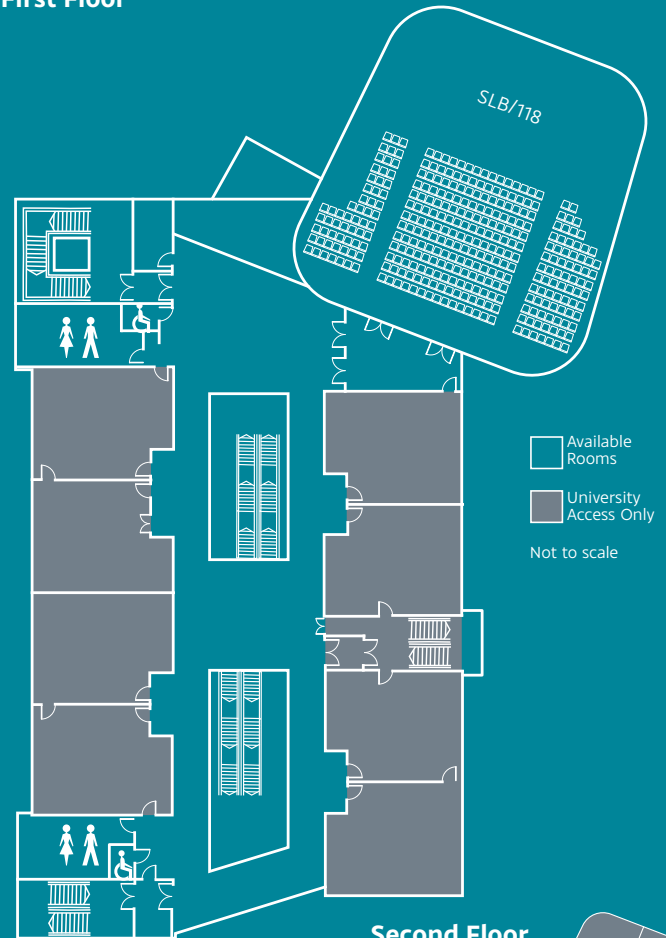 First Floor
SLB/118
Available
Rooms
University
Access Only
Not to scale
Second Floor